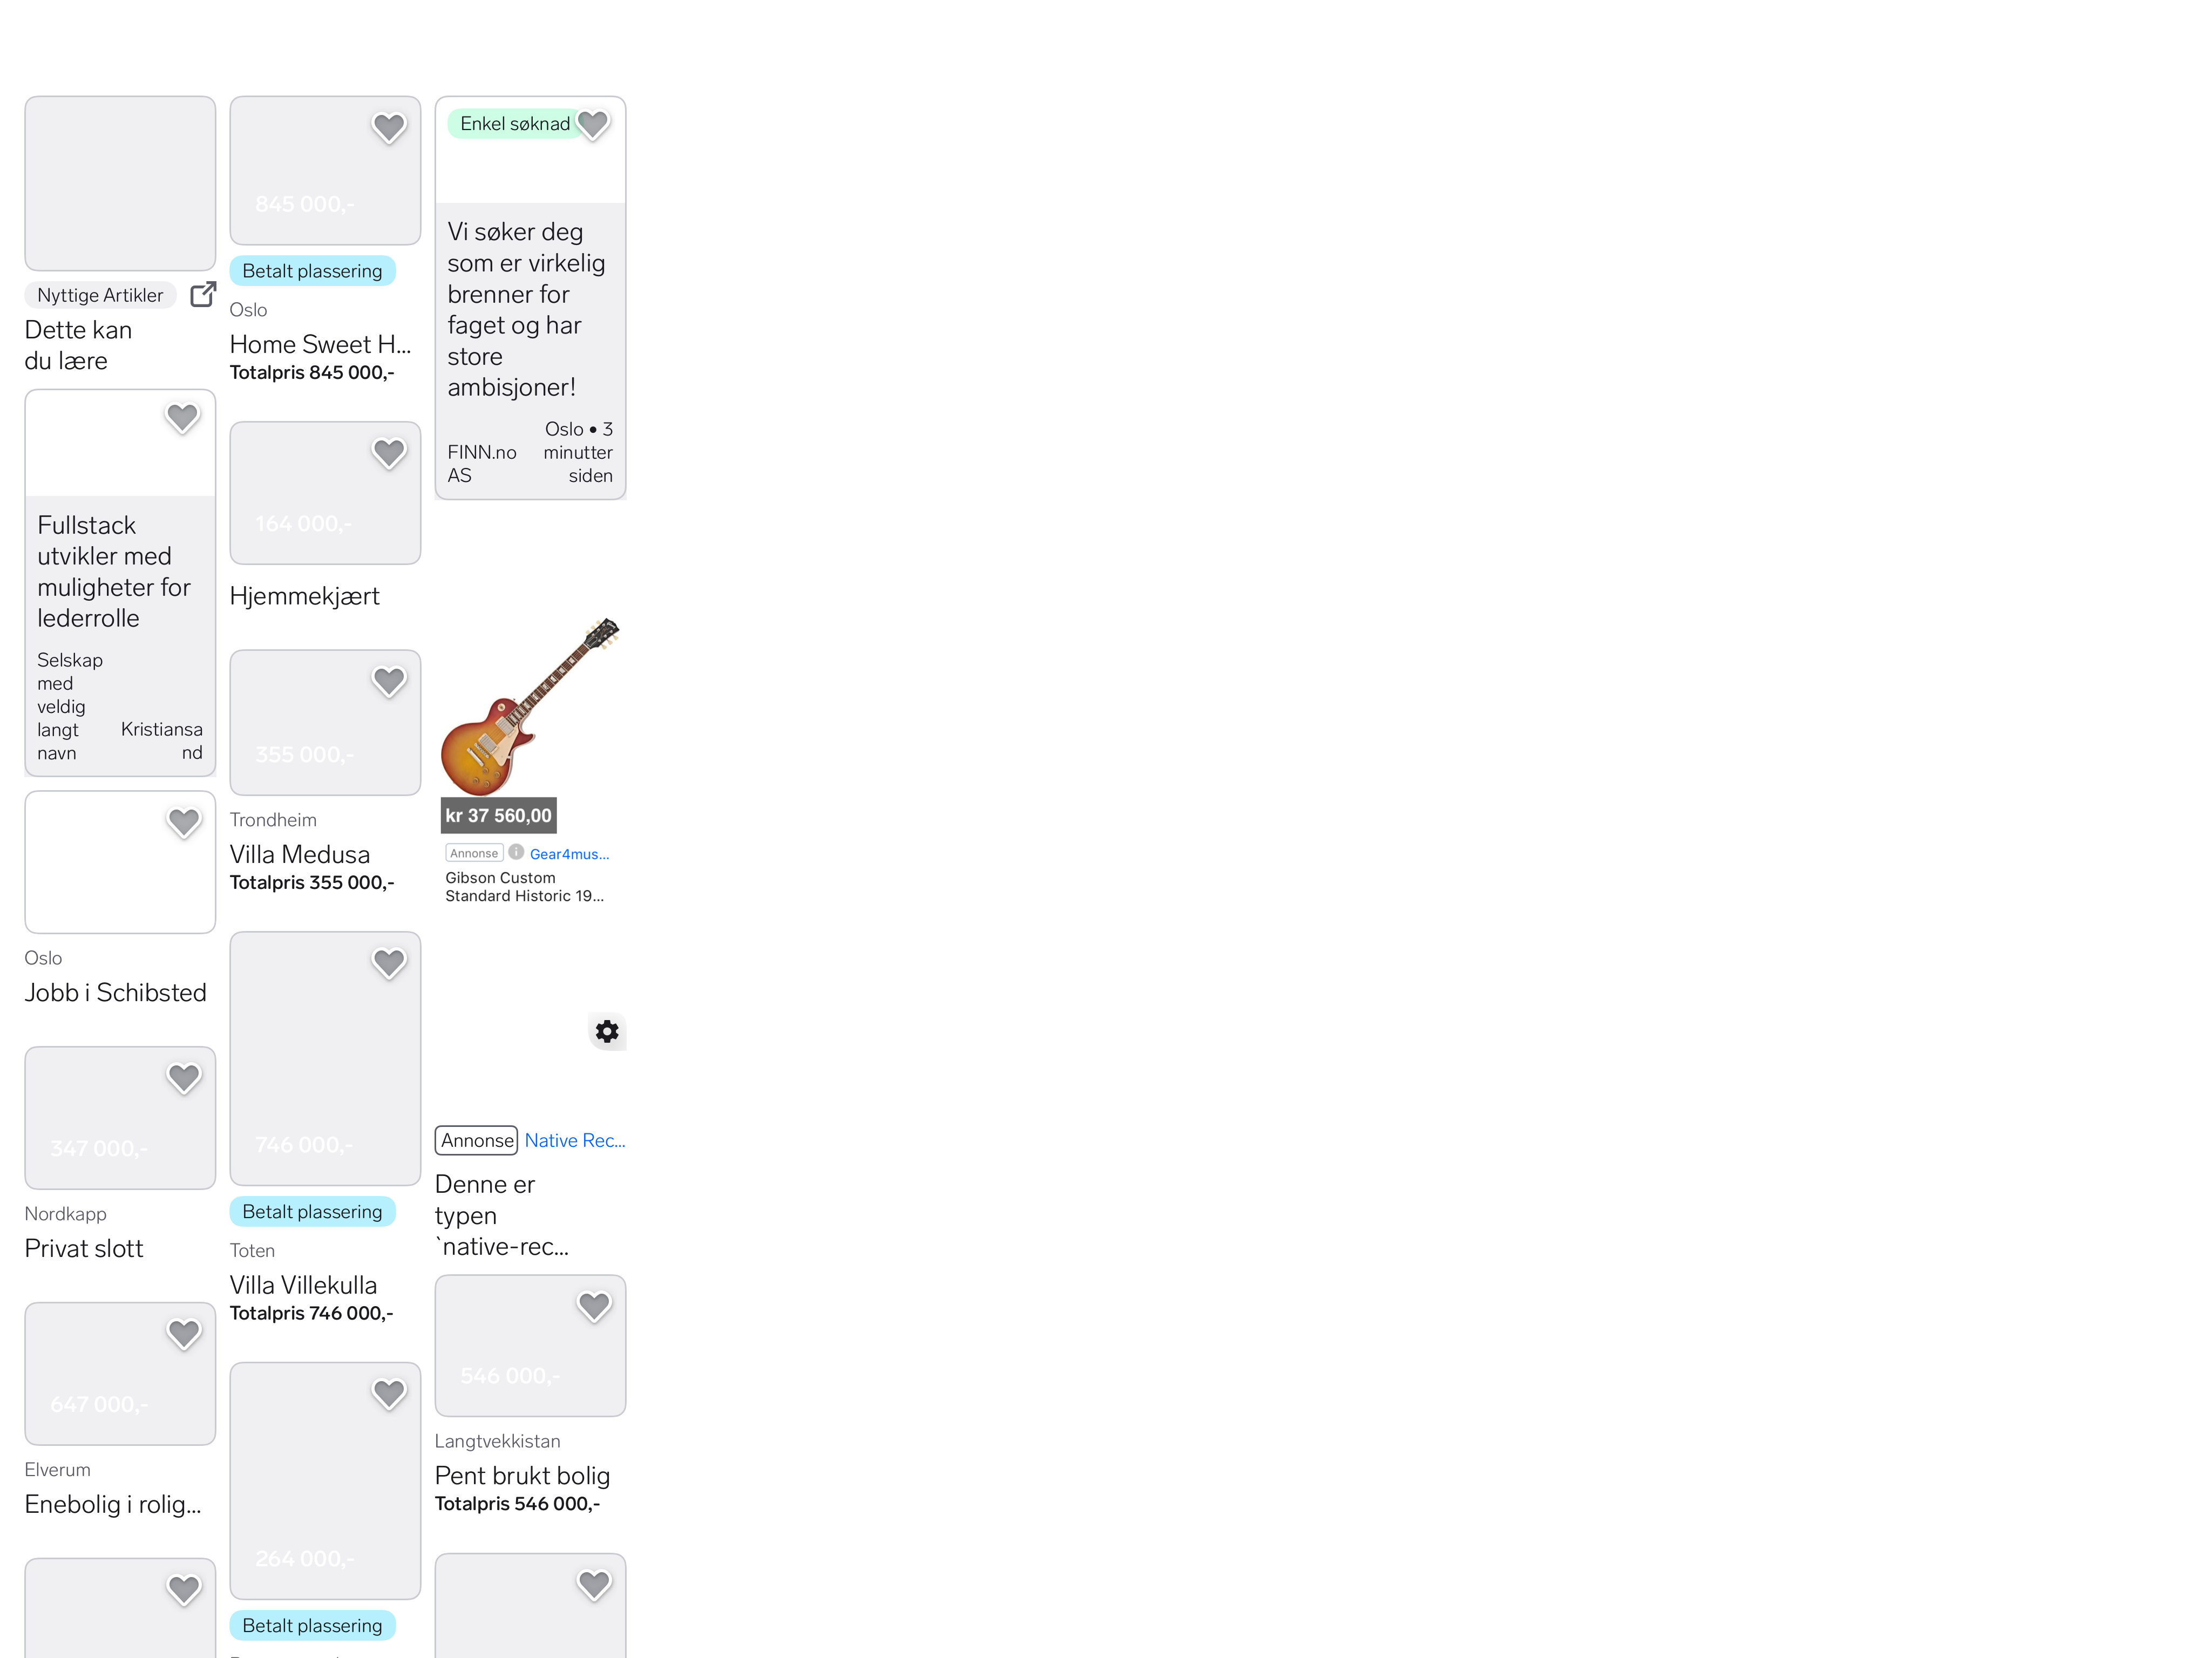 Nyttige Artikler
Dette kan
du lære
Fullstack
utvikler med
muligheter for
lederrolle
Selskap
med
veldig
langt
navn
Kristiansa
nd
Oslo
Jobb i Schibsted
347 000,-
Nordkapp
Privat slott
647 000,-
Elverum
Enebolig i rolig...
845 000,-
Betalt plassering
Oslo
Home Sweet H...
Totalpris 845 000,-
164 000,-
Hjemmekjært
355 000,-
Trondheim
Villa Medusa
Totalpris 355 000,-
746 000,-
Betalt plassering
Toten
Villa Villekulla
Totalpris 746 000,-
264 000,-
Betalt plassering
Enkel søknad
Vi søker deg
som er virkelig
brenner for
faget og har
store
ambisjoner!
FINN.no
AS
Oslo • 3
minutter
siden
kr 37 560,00
Annonse Gear4mus...
Gibson Custom
Standard Historic 19...
Annonse Native Rec...
Denne er
typen
`native-rec...
546 000,-
Langtvekkistan
Pent brukt bolig
Totalpris 546 000,-